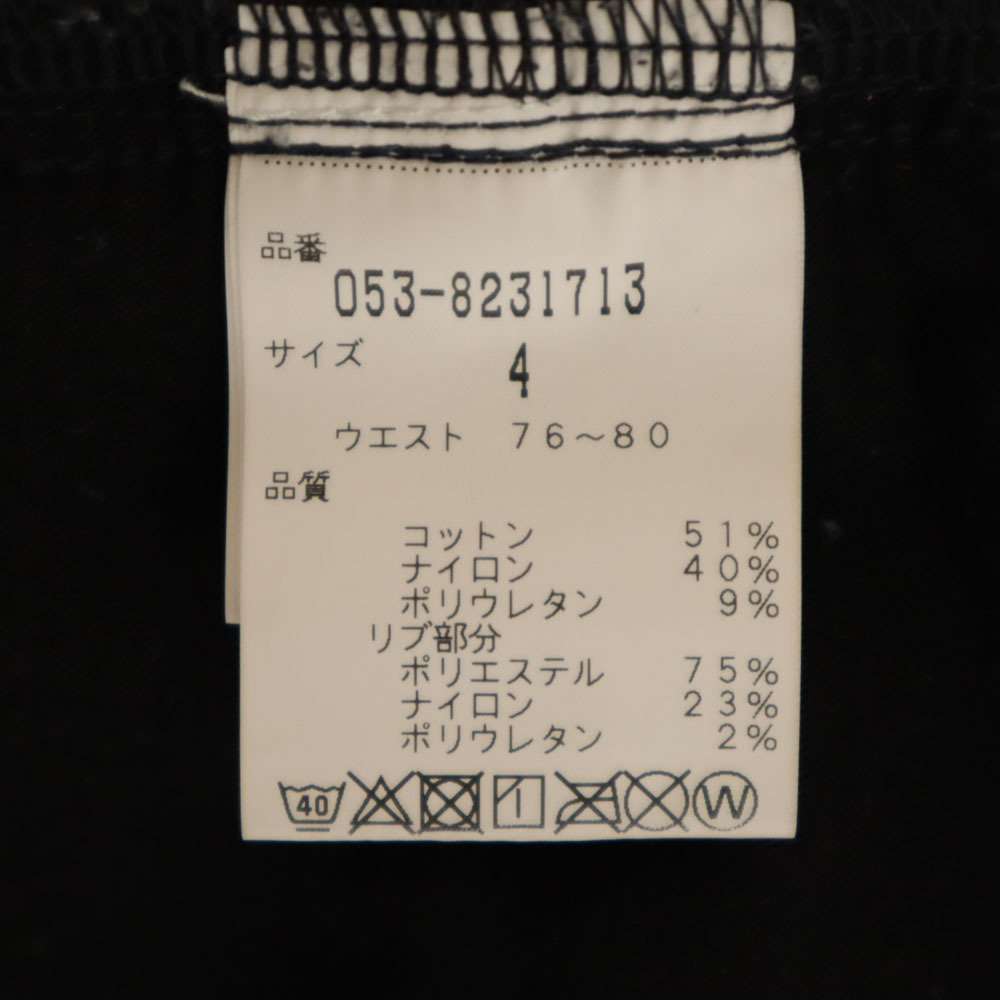 品番
053-8231713
サイズ
4
ウエスト 76～80
品質
コットン 51%
ナイロン 40%
ポリウレタン 9%
リブ部分
ポリエステル 75%
ナイロン 23%
ポリウレタン 2%
40 W